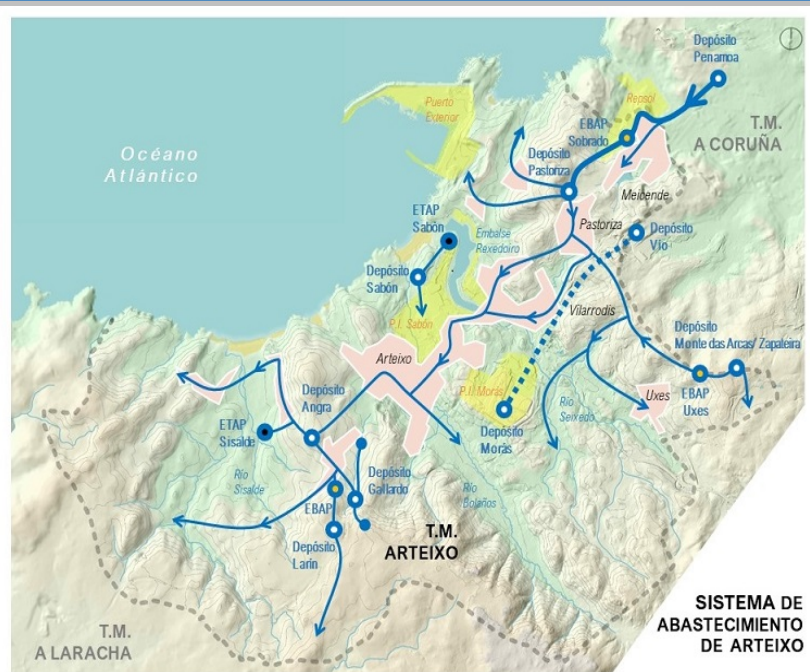 Depósito
Penamoa
Puerto
Exterior
Repsol
T.M.
A CORUÑA
EBAP
Sobrado
Océano
Atlántico
Depósito
Pastoriza
Meicende
ETAP
Sabón
Embalse
Rexedoiro
Pastoriza
Depósito
Vío
Depósito
Sabón
P.I. Sabón
Vilarrodis
Depósito
Monte das Arcas/ Zapateira
Arteixo
P.I. Morás
Uxes
EBAP
Uxes
Depósito
Angra
Río
Seixedo
ETAP
Sisalde
Depósito
Morás
Río
Sisalde
Depósito
Gallardo
Río
Bolaños
EBAP
Depósito
Larín
T.M.
ARTEIXO
T.M.
A LARACHA
SISTEMA DE
ABASTECIMIENTO
DE ARTEIXO